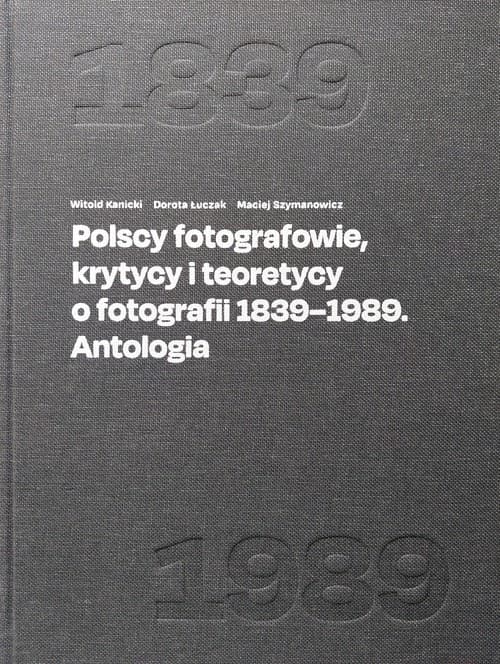 1839
Witold Kanicki Dorota Łuczak Maciej Szymanowicz
Polscy fotografowie,
krytycy i teoretycy
o fotografii 1839–1989.
Antologia
1989